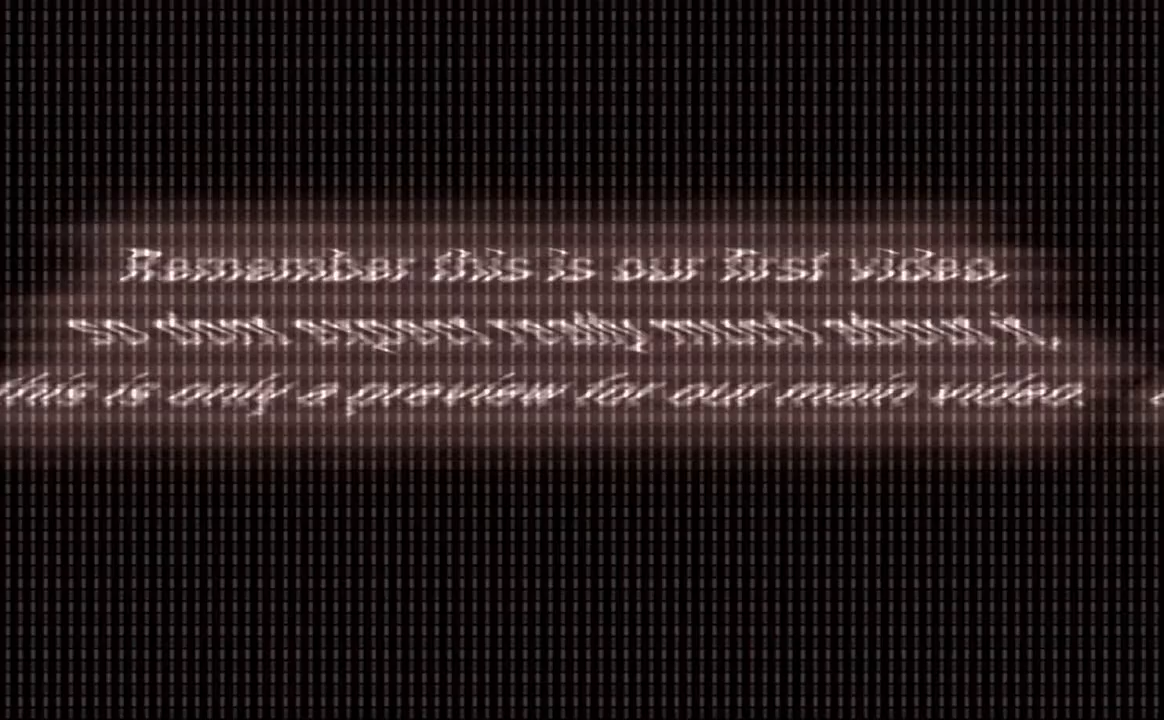 Remember this is our first video,
so dont expect really much about it,
this is only a preview for our main video.